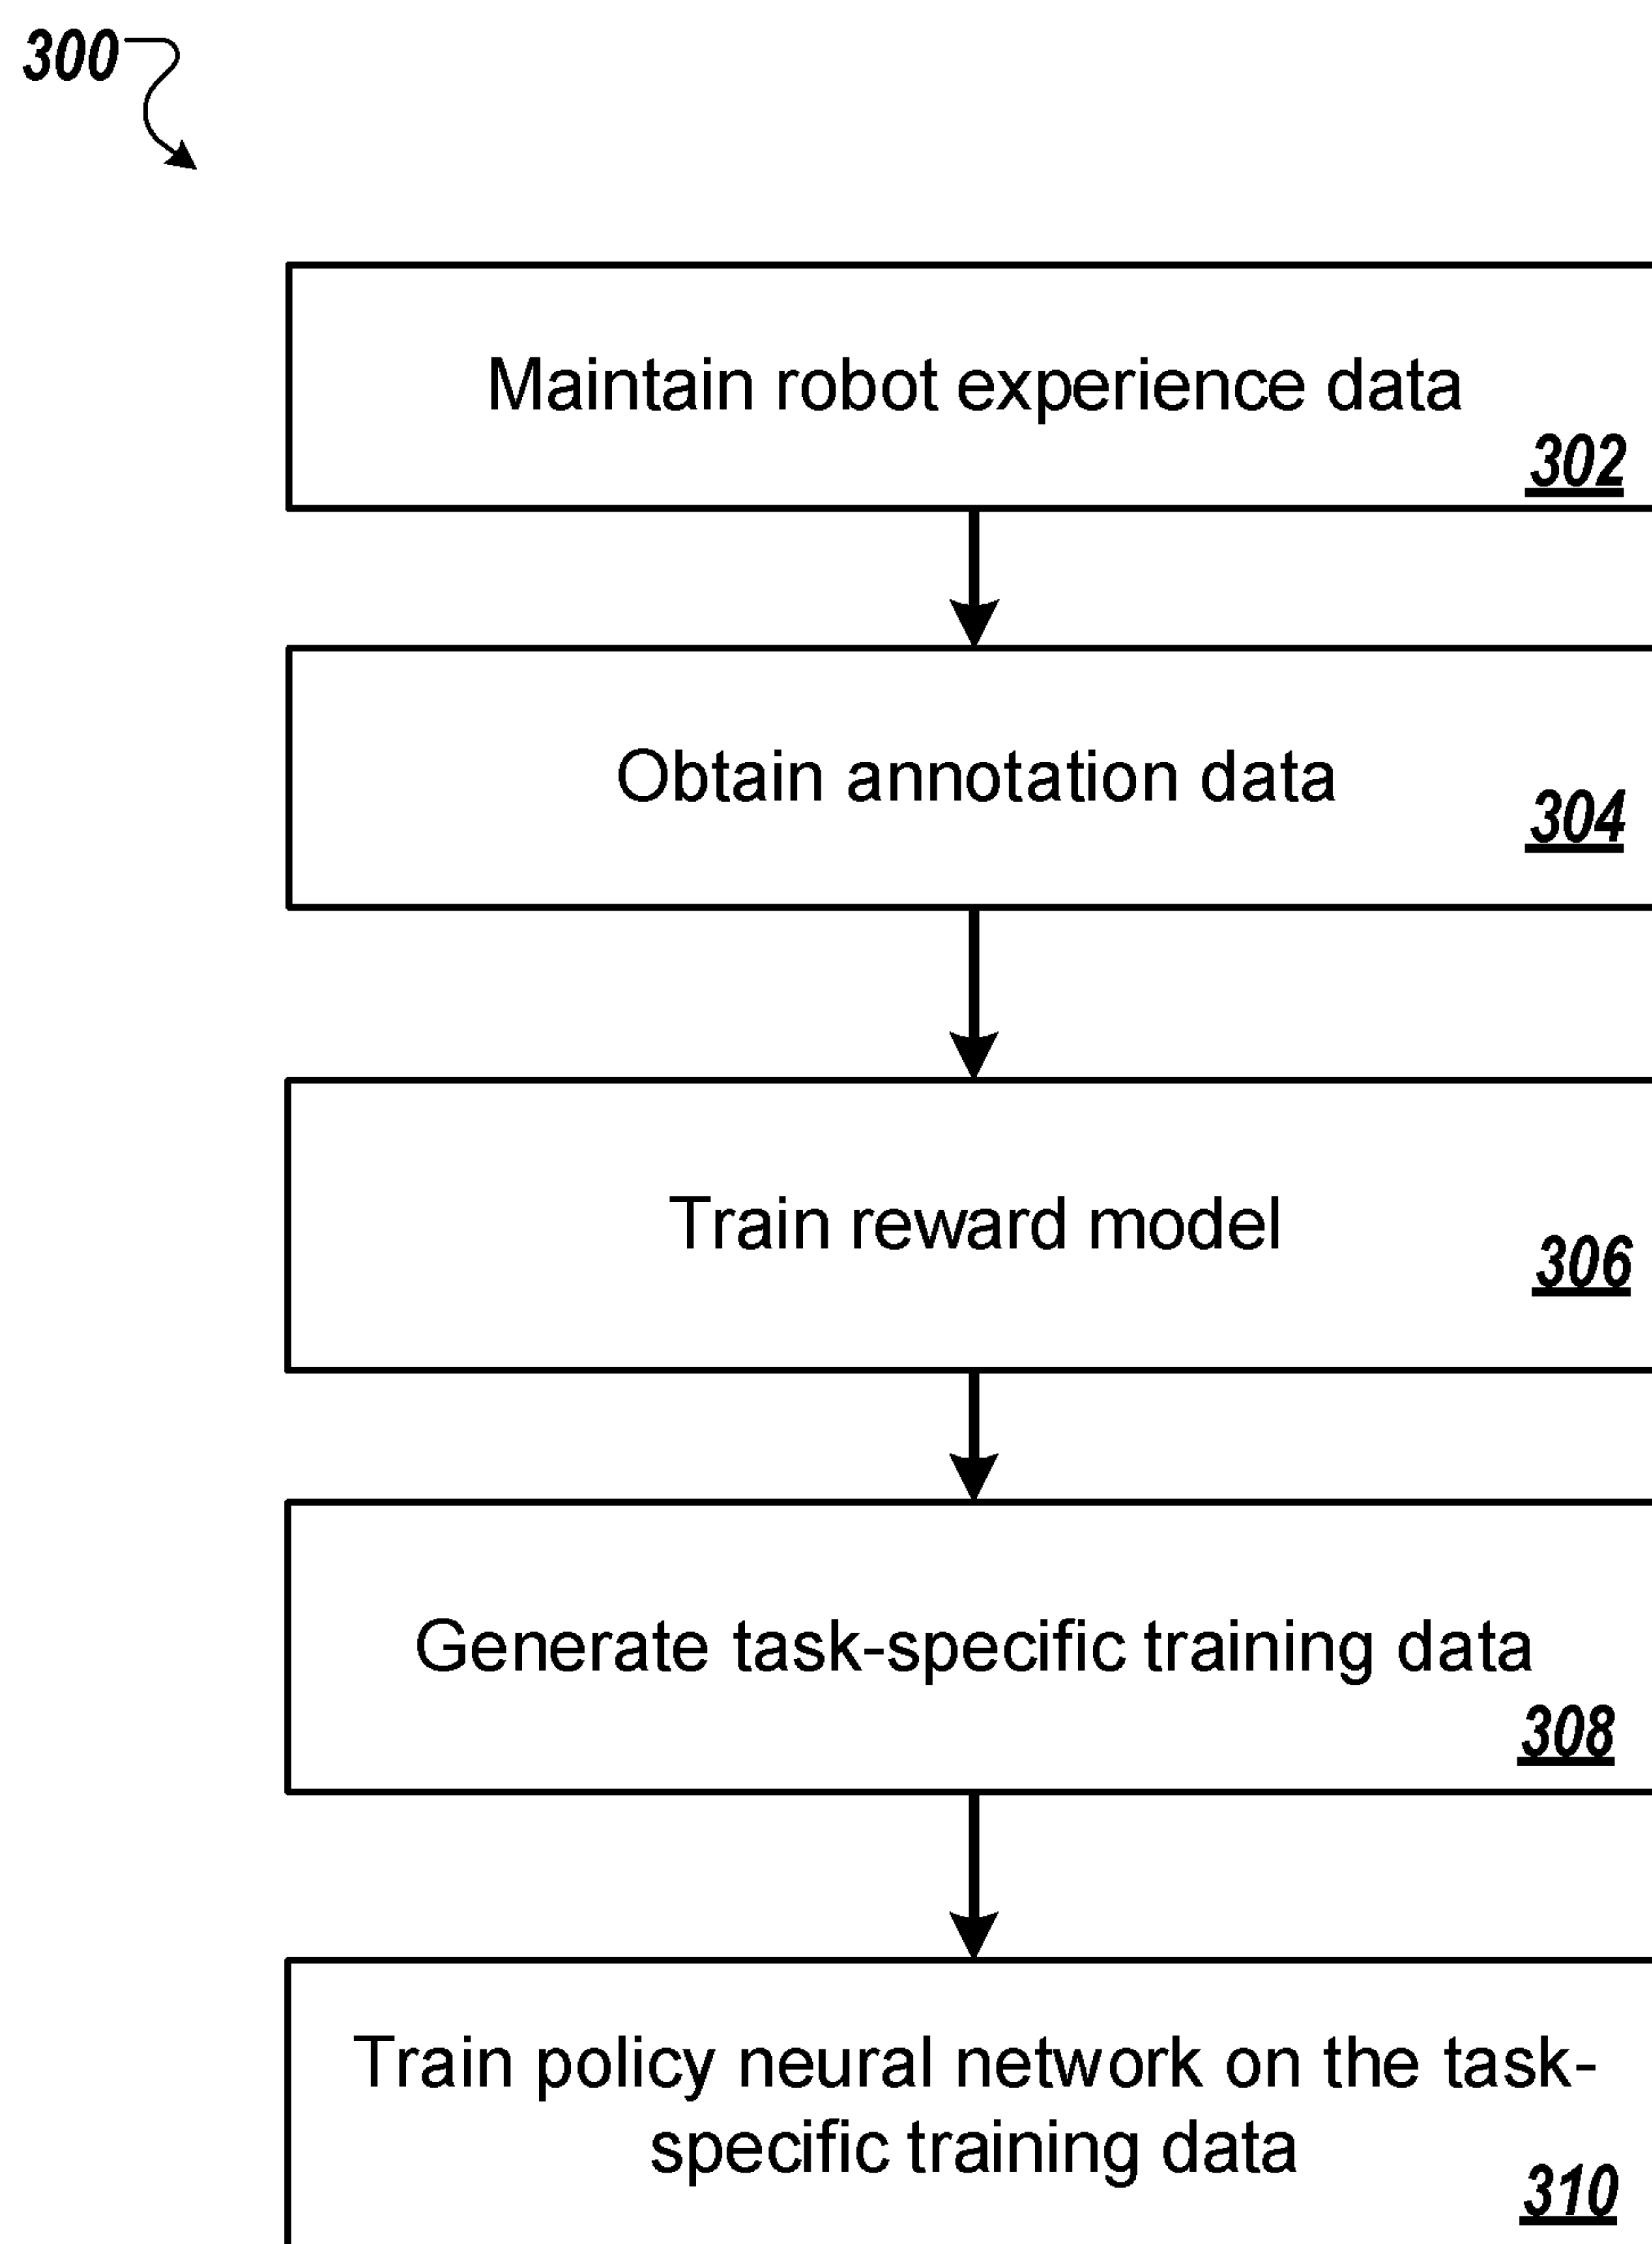 300
Maintain robot experience data
302
Obtain annotation data
304
Train reward model
306
Generate task-specific training data
308
Train policy neural network on the task-
specific training data
310